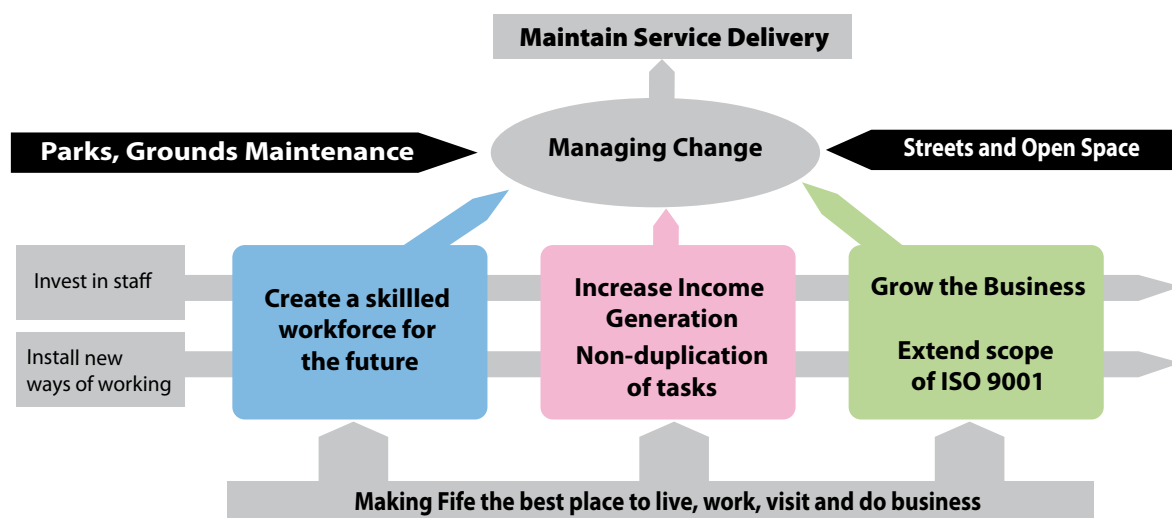 Maintain Service Delivery
Parks, Grounds Maintenance
Managing Change
Streets and Open Space
Invest in staff
Install new
ways of working
Create a skillled
workforce for
the future
Increase Income
Generation
Non-duplication
of tasks
Grow the Business
Extend scope
of ISO 9001
Making Fife the best place to live, work, visit and do business